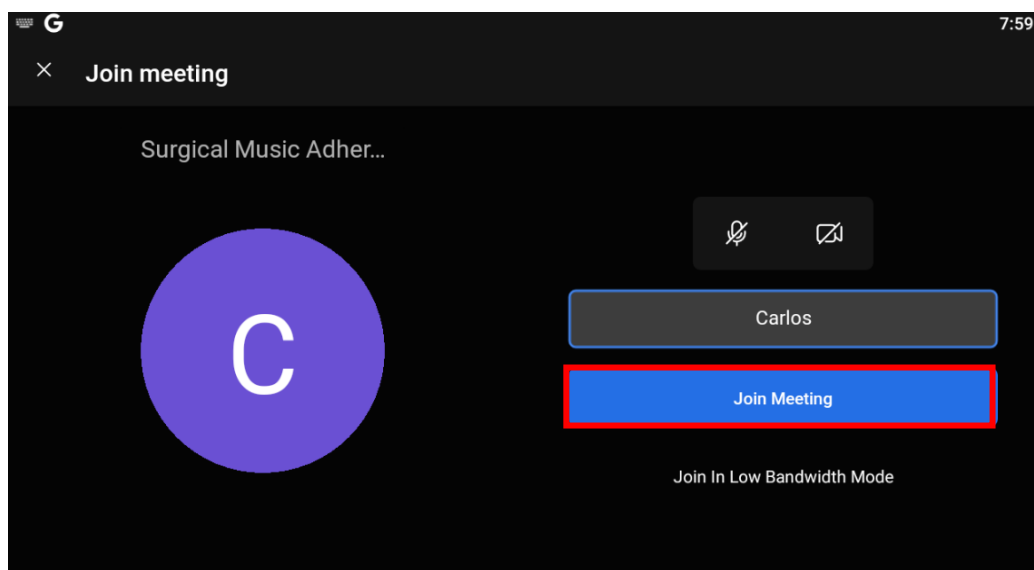 G
7:59
Join meeting
Surgical Music Adher...
C
Carlos
Join Meeting
Join In Low Bandwidth Mode